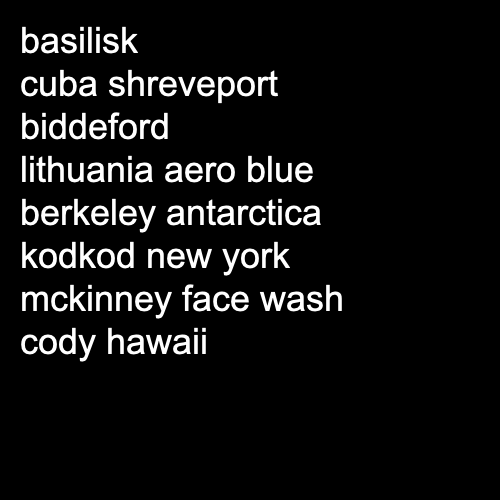 basilisk
cuba shreveport
biddeford
lithuania aero blue
berkeley antarctica
kodkod new york
mckinney face wash
cody hawaii